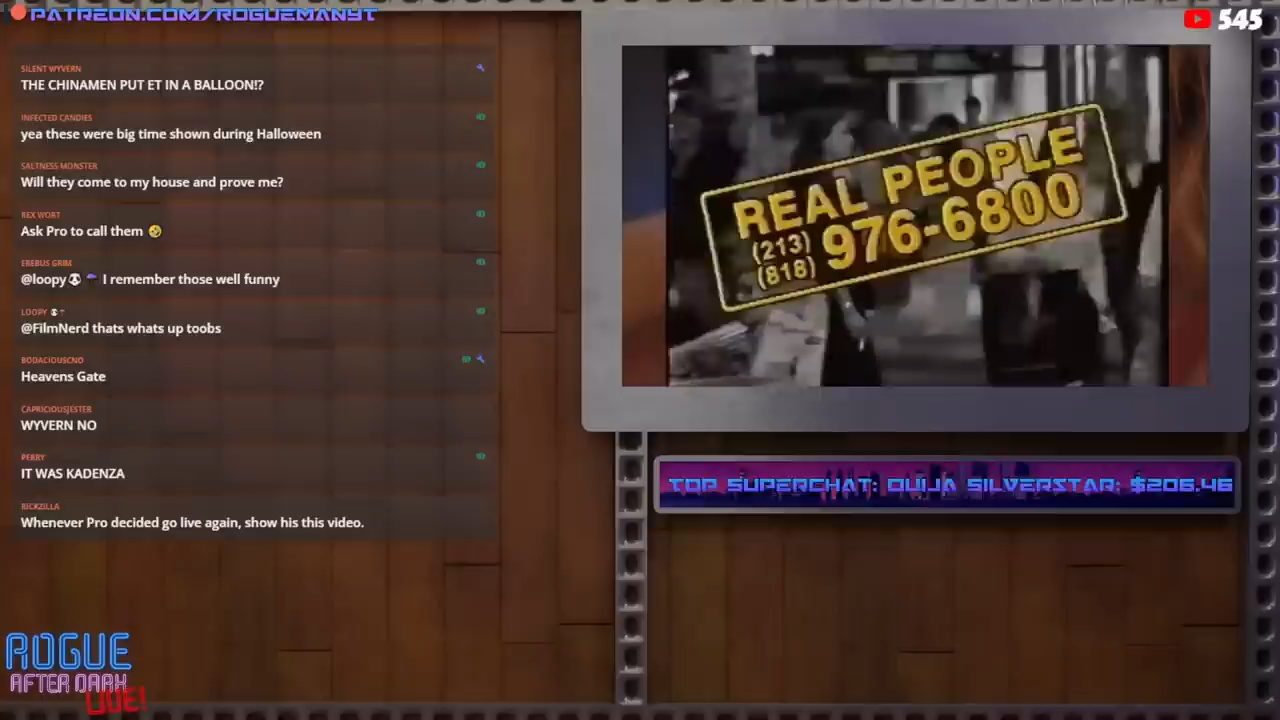 PATREON.COM/ROGUEMANYT
545
SILENT WYVERN
THE CHINAMEN PUT ET IN A BALLOON!?
INFECTED CANDIES
yea these were big time shown during Halloween
SALTNESS MONSTER
Will they come to my house and prove me?
REX WORT
Ask Pro to call them 🤣
EREBUS GRIM
@loopy🐼☂ I remember those well funny
LOOPY 🐼☂
@FilmNerd thats whats up toobs
BODACIOUSCNO
Heavens Gate
CAPRICIOUSJESTER
WYVERN NO
PERRY
IT WAS KADENZA
RICKZILLA
Whenever Pro decided go live again, show his this video.
REAL PEOPLE
(213)
(818) 976-6800
TOP SUPERCHAT: OUIJA SILVERSTAR: $206.46
ROGUE
AFTER DARK
LIVE!